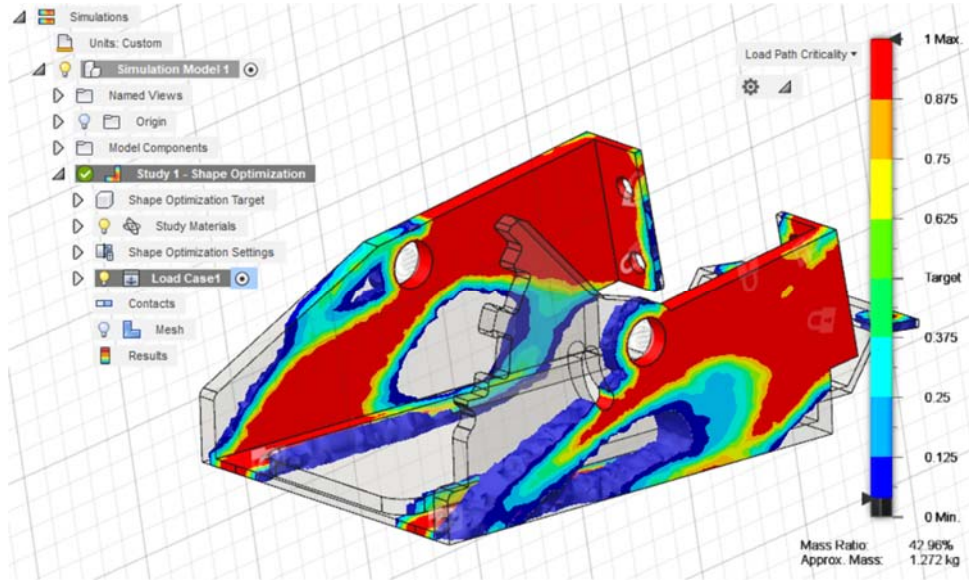 Simulations
Units: Custom
Simulation Model 1
Named Views
Origin
Model Components
Study 1 - Shape Optimization
Shape Optimization Target
Study Materials
Shape Optimization Settings
Load Case1
Contacts
Mesh
Results
Load Path Criticality
1 Max.
0.875
0.75
0.625
Target
0.375
0.25
0.125
0 Min.
Mass Ratio: 42.96%
Approx. Mass: 1.272 kg